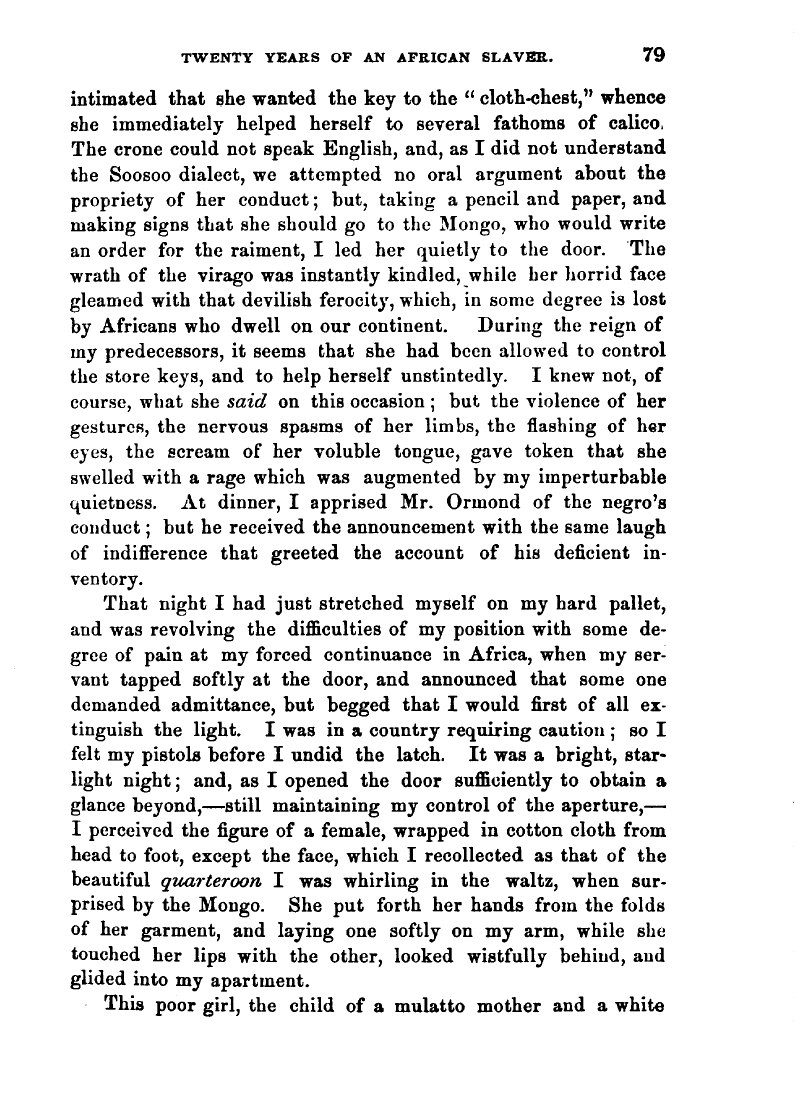 TWENTY YEARS OF AN AFRICAN SLAVER. 79
intimated that she wanted the key to the “ cloth-chest,” whence
she immediately helped herself to several fathoms of calico.
The crone could not speak English, and, as I did not understand
the Soosoo dialect, we attempted no oral argument about the
propriety of her conduct ; but, taking a pencil and paper, and
making signs that she should go to the Mongo, who would write
an order for the raiment, I led her quietly to the door. The
wrath of the virago was instantly kindled, while her horrid face
gleamed with that devilish ferocity, which, in some degree is lost
by Africans who dwell on our continent. During the reign of
my predecessors, it seems that she had been allowed to control
the store keys, and to help herself unstintedly. I knew not, of
course, what she said on this occasion ; but the violence of her
gestures, the nervous spasms of her limbs, the flashing of her
eyes, the scream of her voluble tongue, gave token that she
swelled with a rage which was augmented by my imperturbable
quietness. At dinner, I apprised Mr. Ormond of the negro’s
conduct ; but he received the announcement with the same laugh
of indifference that greeted the account of his deficient in-
ventory.
That night I had just stretched myself on my hard pallet,
and was revolving the difficulties of my position with some de-
gree of pain at my forced continuance in Africa, when my ser-
vant tapped softly at the door, and announced that some one
demanded admittance, but begged that I would first of all ex-
tinguish the light. I was in a country requiring caution ; so I
felt my pistols before I undid the latch. It was a bright, star-
light night ; and, as I opened the door sufficiently to obtain a
glance beyond,—still maintaining my control of the aperture,—
I perceived the figure of a female, wrapped in cotton cloth from
head to foot, except the face, which I recollected as that of the
beautiful quarteroon I was whirling in the waltz, when sur-
prised by the Mongo. She put forth her hands from the folds
of her garment, and laying one softly on my arm, while she
touched her lips with the other, looked wistfully behind, and
glided into my apartment.
This poor girl, the child of a mulatto mother and a white